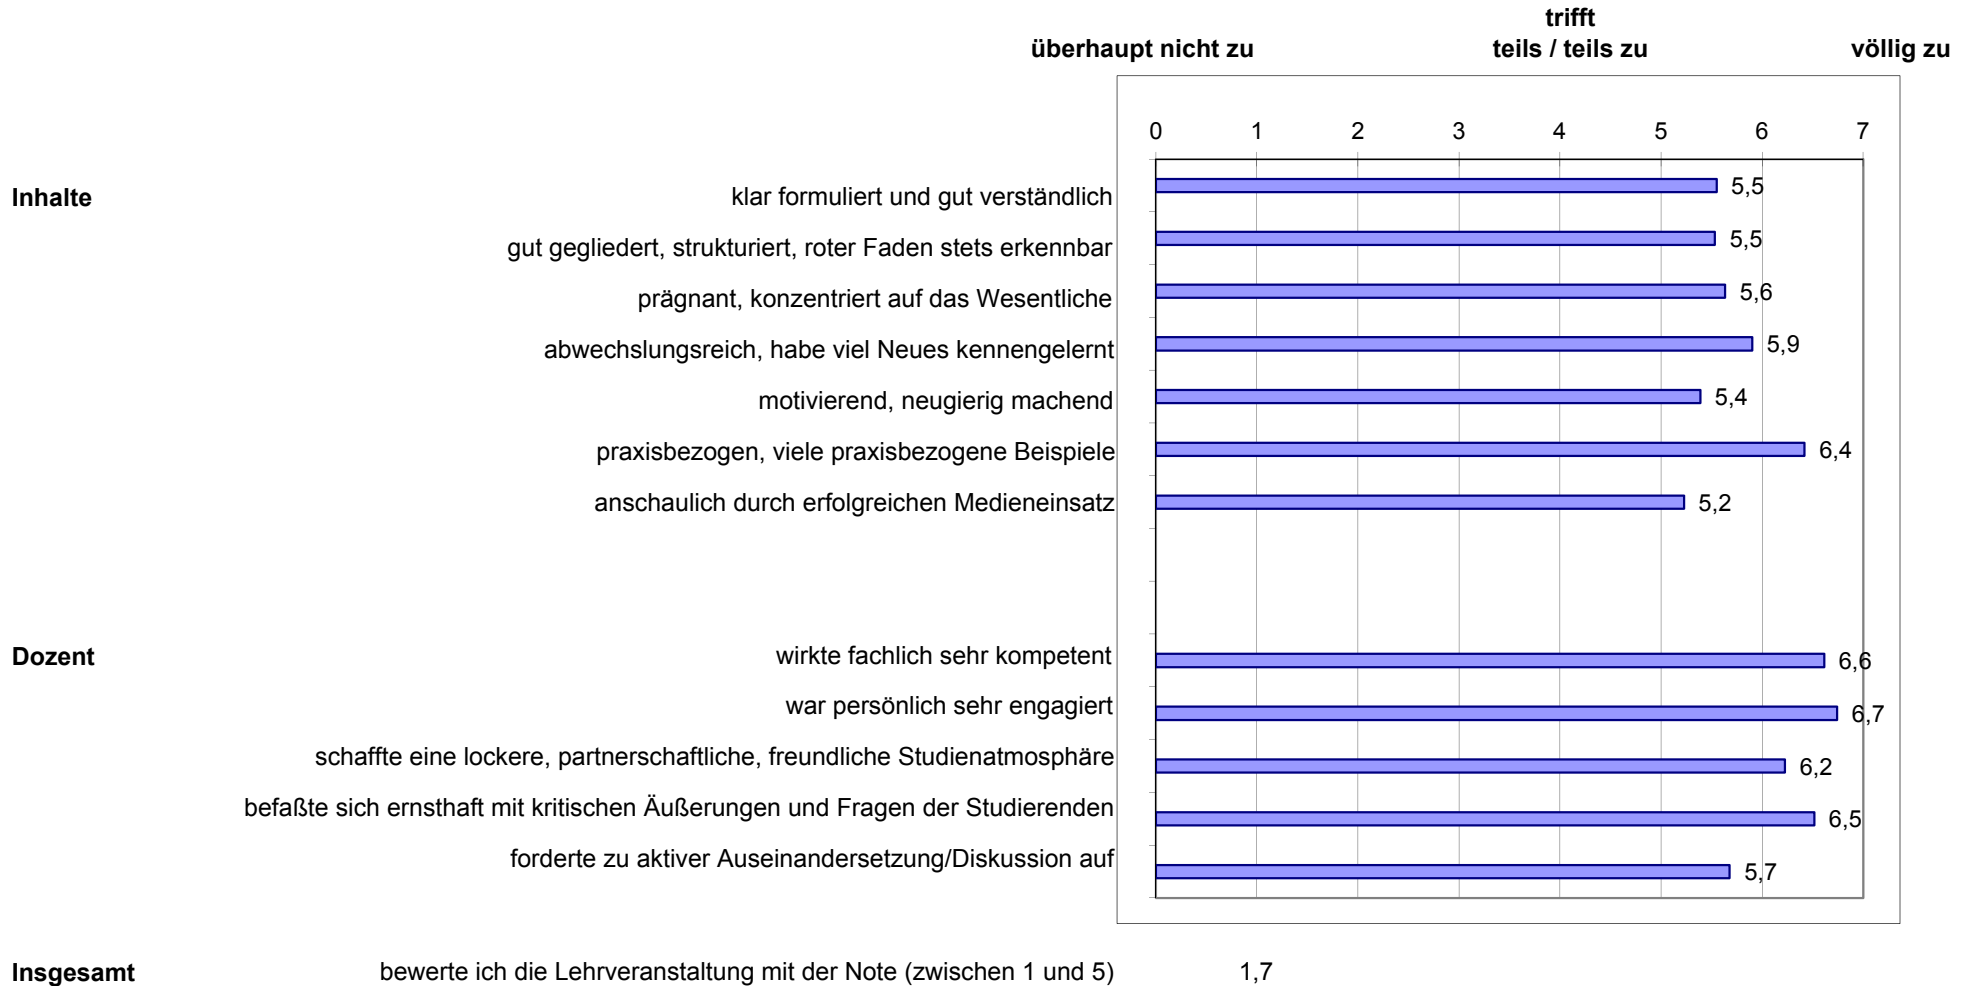 trifft
überhaupt nicht zu teils / teils zu völlig zu
0 1 2 3 4 5 6 7
Inhalte klar formuliert und gut verständlich 5,5
gut gegliedert, strukturiert, roter Faden stets erkennbar 5,5
prägnant, konzentriert auf das Wesentliche 5,6
abwechslungsreich, habe viel Neues kennengelernt 5,9
motivierend, neugierig machend 5,4
praxisbezogen, viele praxisbezogene Beispiele 6,4
anschaulich durch erfolgreichen Medieneinsatz 5,2
Dozent wirkte fachlich sehr kompetent 6,6
war persönlich sehr engagiert 6,7
schaffte eine lockere, partnerschaftliche, freundliche Studienatmosphäre 6,2
befaßte sich ernsthaft mit kritischen Äußerungen und Fragen der Studierenden 6,5
forderte zu aktiver Auseinandersetzung/Diskussion auf 5,7
Insgesamt bewerte ich die Lehrveranstaltung mit der Note (zwischen 1 und 5) 1,7